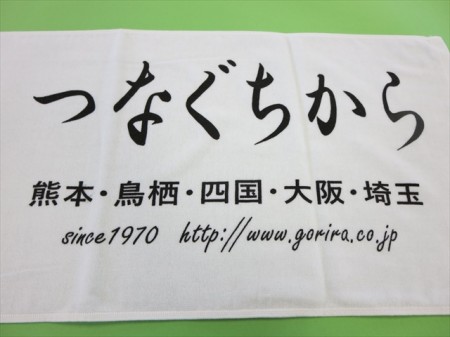 つなぐちから
熊本・鳥栖・四国・大阪・埼玉
since1970 http://www.gorira.co.jp